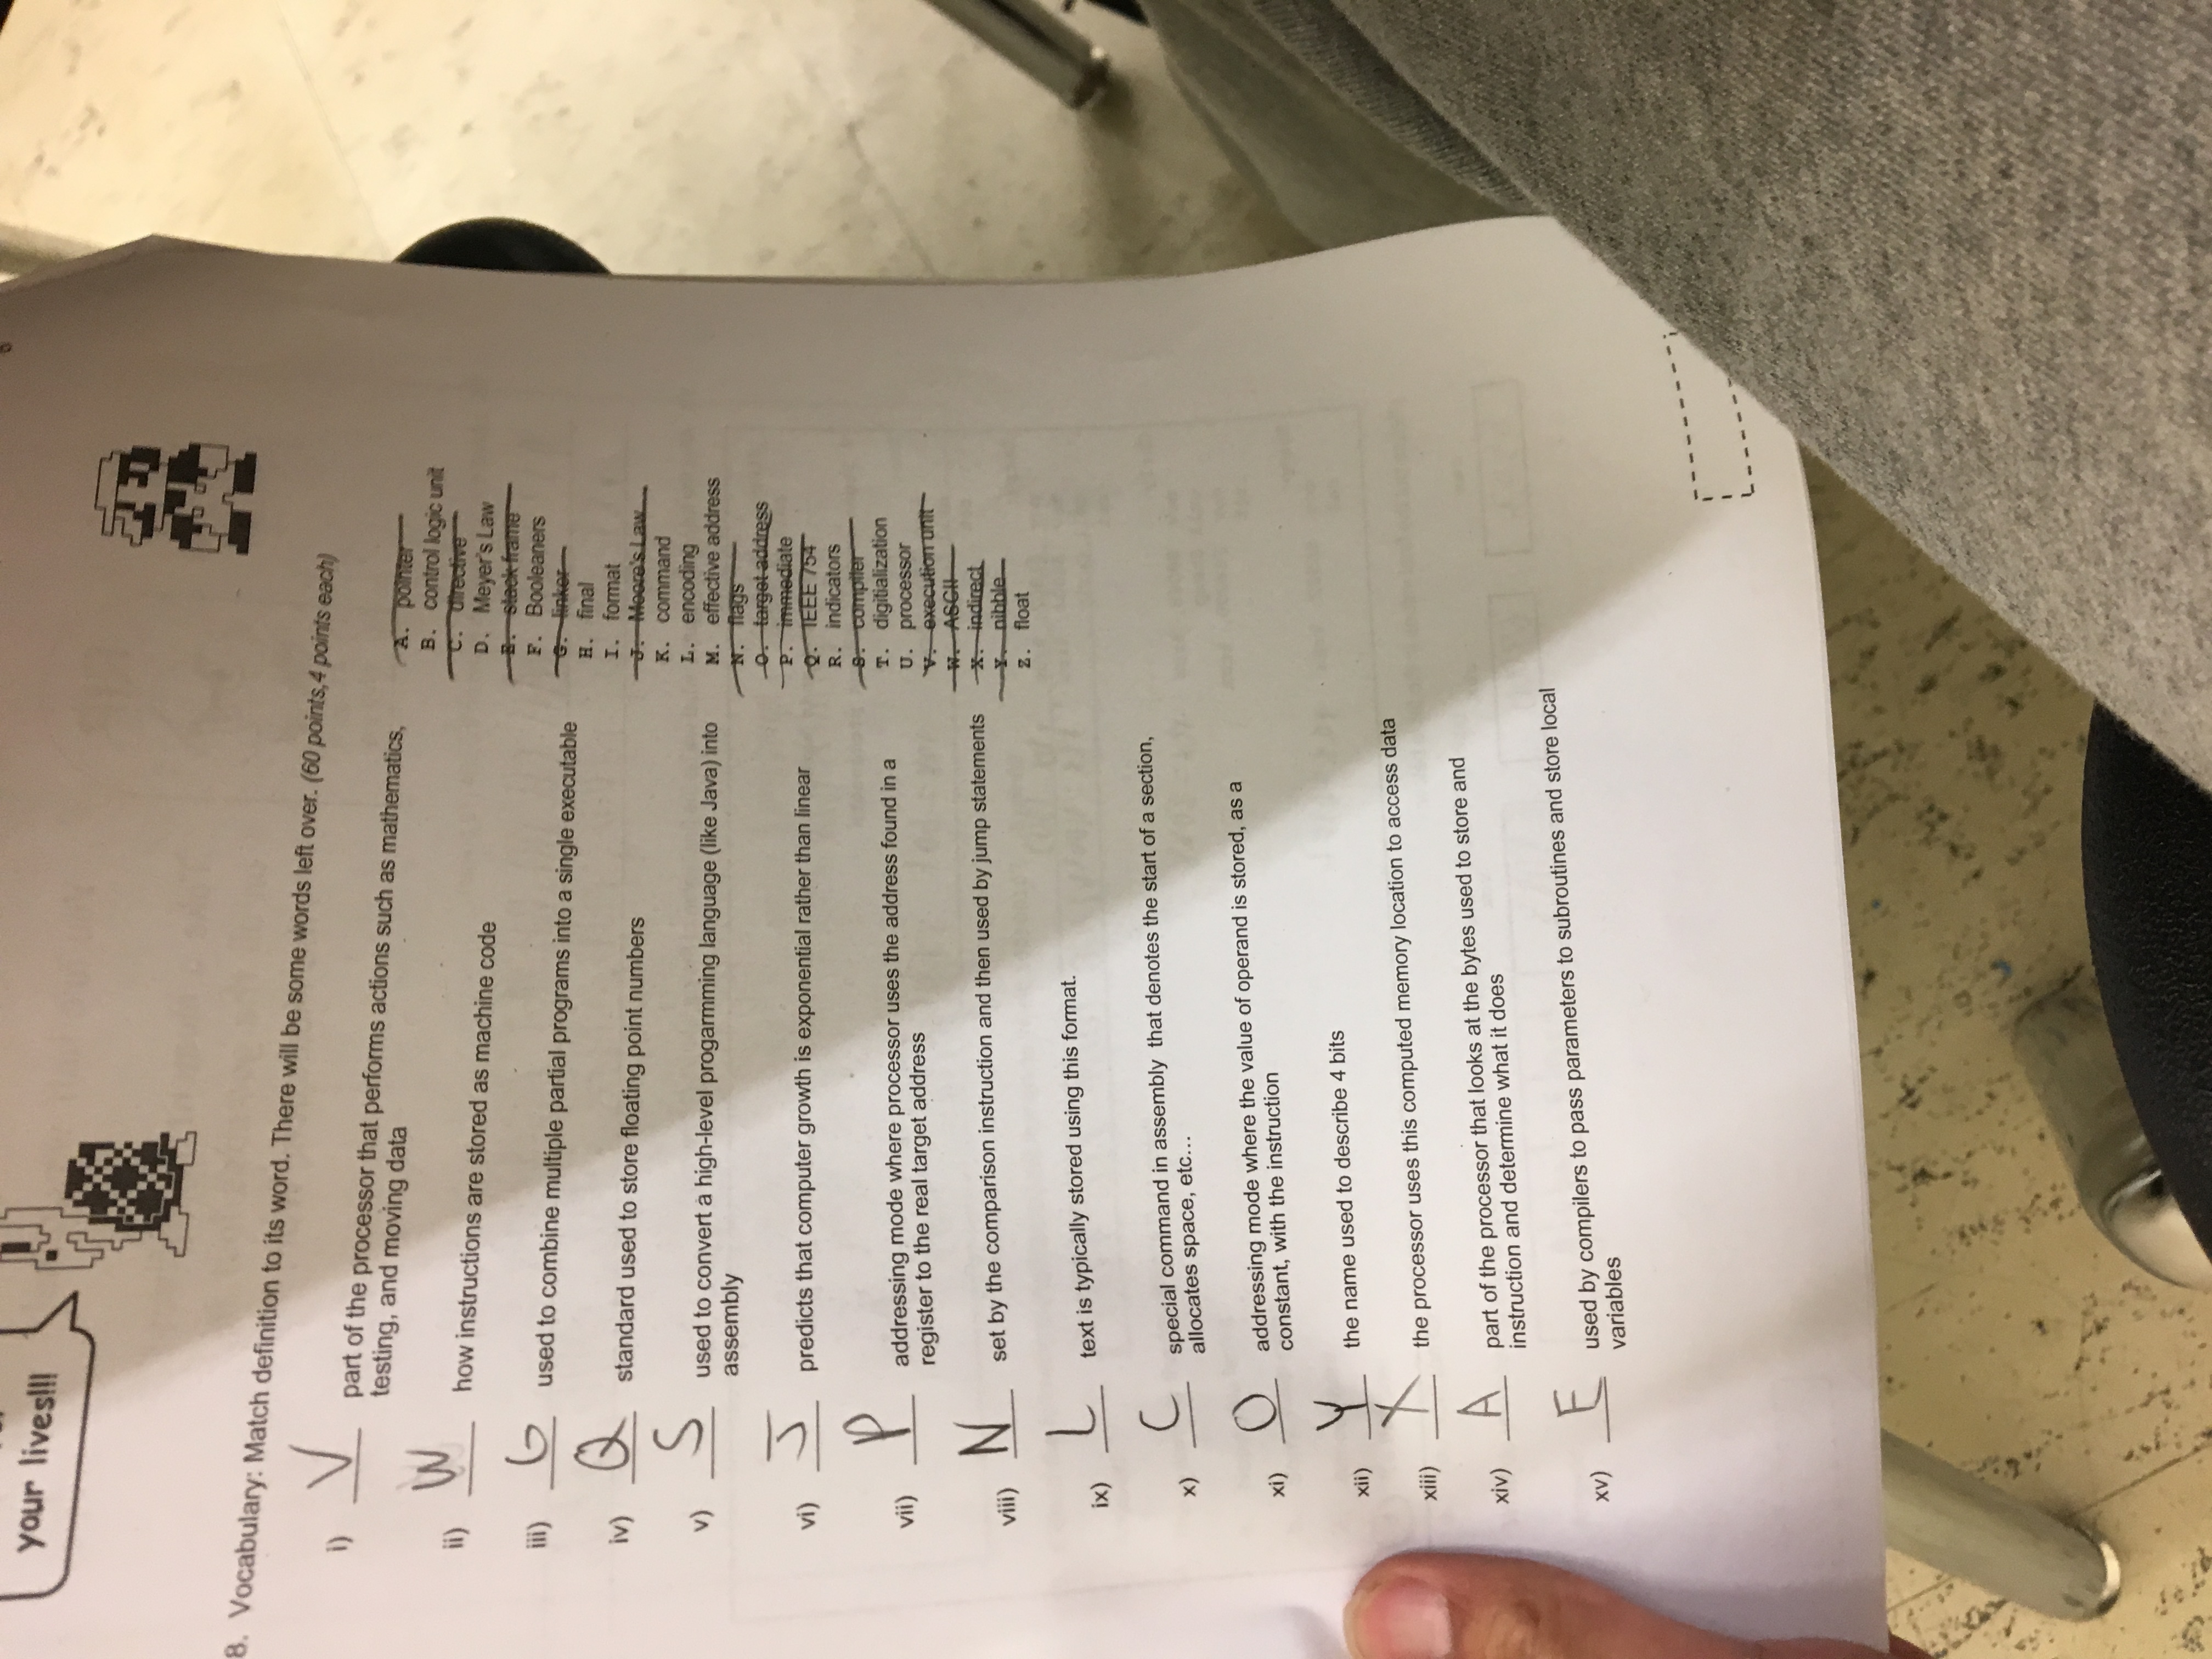 your lives!!!
8. Vocabulary: Match definition to its word. There will be some words left over. (60 points,4 points each)
i) V part of the processor that performs actions such as mathematics,
testing, and moving data
ii) W how instructions are stored as machine code
iii) G used to combine multiple partial programs into a single executable
iv) Q standard used to store floating point numbers
v) S used to convert a high-level progarmming language (like Java) into
assembly
vi) J predicts that computer growth is exponential rather than linear
vii) P addressing mode where processor uses the address found in a
register to the real target address
viii) N set by the comparison instruction and then used by jump statements
ix) L text is typically stored using this format.
x) C special command in assembly that denotes the start of a section,
allocates space, etc...
xi) O addressing mode where the value of operand is stored, as a
constant, with the instruction
xii) Y the name used to describe 4 bits
xiii) X the processor uses this computed memory location to access data
xiv) A part of the processor that looks at the bytes used to store and
instruction and determine what it does
xv) E used by compilers to pass parameters to subroutines and store local
variables
A. pointer
B. control logic unit
C. directive
D. Meyer's Law
E. stack frame
F. Booleaners
G. linker
H. final
I. format
J. Moore's Law
K. command
L. encoding
M. effective address
N. flags
O. target address
P. immediate
Q. IEEE 754
R. indicators
S. compiler
T. digitialization
U. processor
V. execution unit
W. ASCII
X. indirect
Y. nibble
Z. float